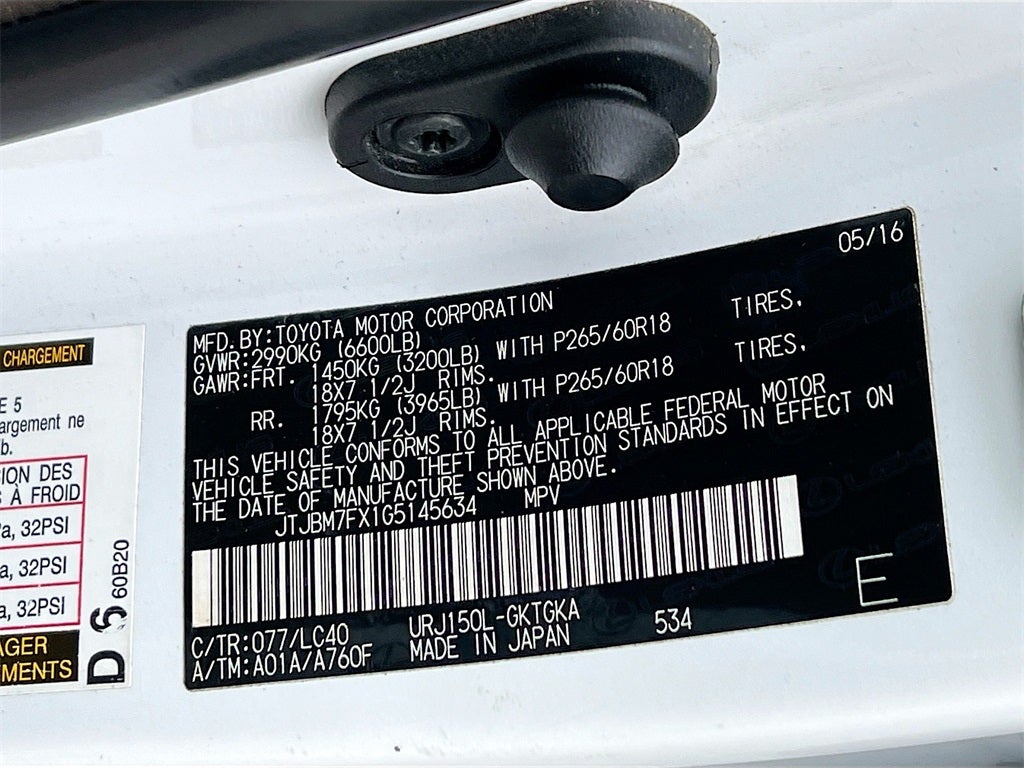 CHARGEMENT
E 5
argement ne
b.
ION DES
S À FROID
Pa, 32PSI
a, 32PSI
a, 32PSI
AGER
MENTS
D 6
60B20
05/16
MFD.BY:TOYOTA MOTOR CORPORATION
GVWR:2990KG (6600LB)
GAWR:FRT. 1450KG (3200LB) WITH P265/60R18 TIRES,
18X7 1/2J RIMS.
RR. 1795KG (3965LB) WITH P265/60R18 TIRES,
18X7 1/2J RIMS.
THIS VEHICLE CONFORMS TO ALL APPLICABLE FEDERAL MOTOR
VEHICLE SAFETY AND THEFT PREVENTION STANDARDS IN EFFECT ON
THE DATE OF MANUFACTURE SHOWN ABOVE.
JTJBM7FX1G5145634 MPV
E
C/TR:077/LC40 URJ150L-GKTGKA 534
A/TM:A01A/A760F MADE IN JAPAN